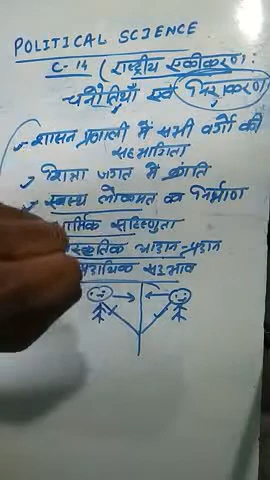 POLITICAL SCIENCE
C-14 (राष्ट्रीय एकीकरण :
चुनौतियाँ एवं निराकरण)
शासन प्रणाली में सभी वर्गों की
सहभागिता
शिक्षा जगत में क्रांति
स्वस्थ लोकमत का निर्माण
धार्मिक सहिष्णुता
सांस्कृतिक आदान-प्रदान
सद्भाव